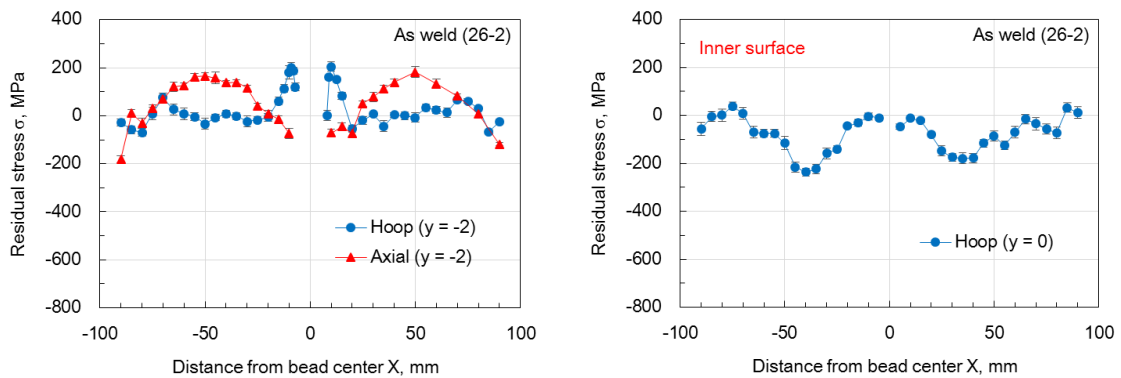 400
200
0
-200
-400
-600
-800
-100
-50
0
50
100
Residual stress σ, MPa
Distance from bead center X, mm
As weld (26-2)
Hoop (y = -2)
Axial (y = -2)
400
200
0
-200
-400
-600
-800
-100
-50
0
50
100
Residual stress σ, MPa
Distance from bead center X, mm
Inner surface
As weld (26-2)
Hoop (y = 0)